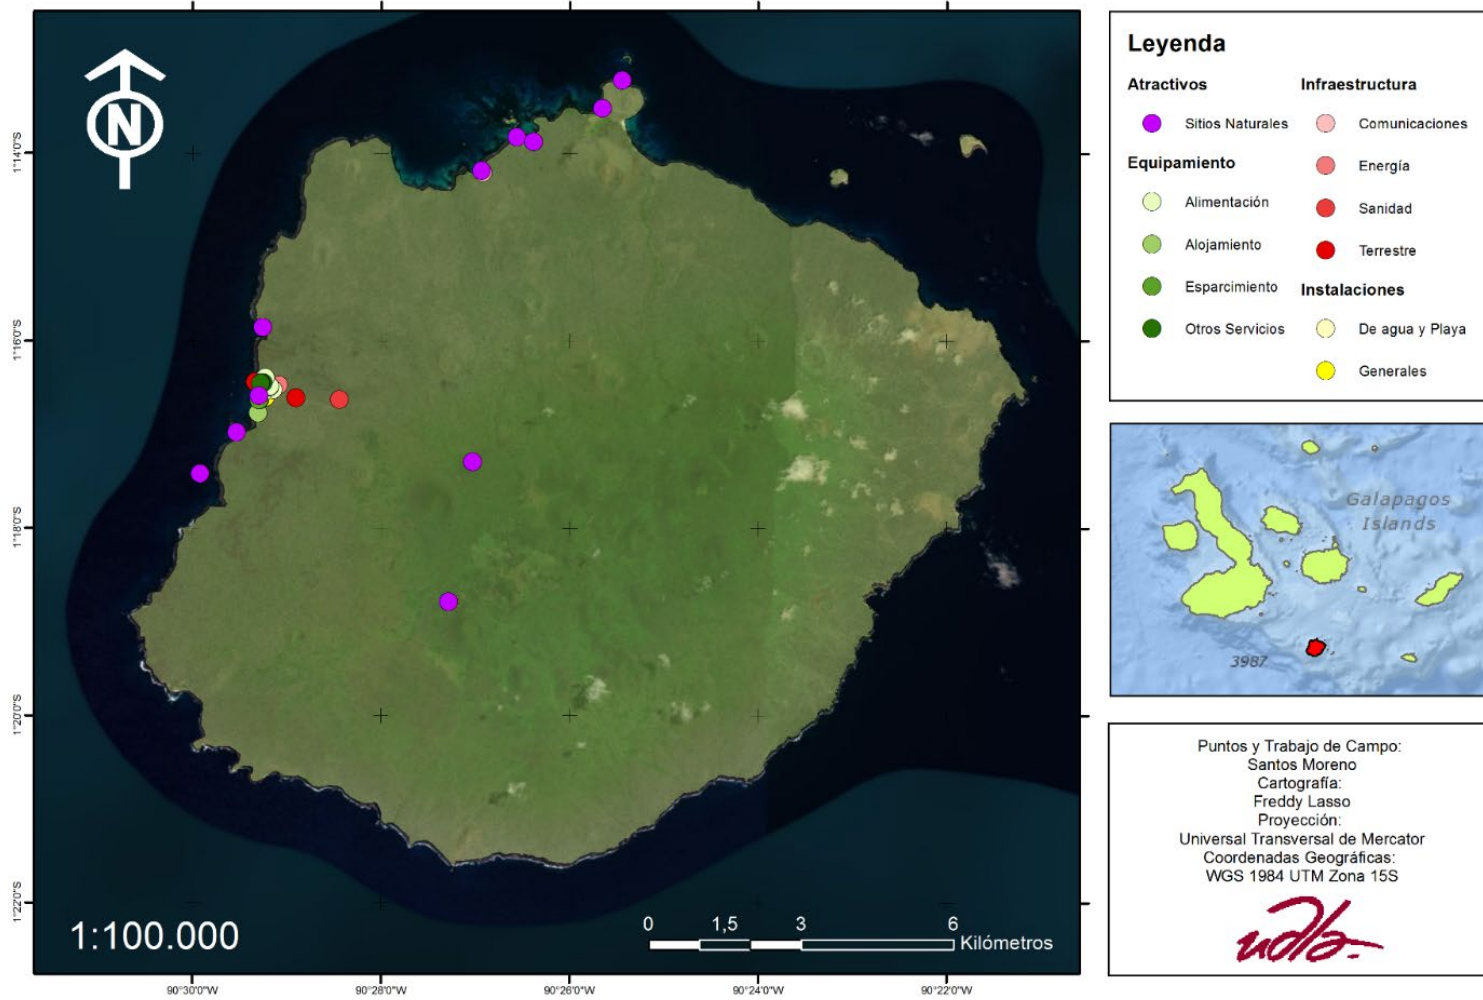 N
1°14'0"S
1°16'0"S
1°18'0"S
1°20'0"S
1°22'0"S
90°30'0"W
90°28'0"W
90°26'0"W
90°24'0"W
90°22'0"W
1:100.000
0 1,5 3 6
Kilómetros
Leyenda
Atractivos
Sitios Naturales
Equipamiento
Alimentación
Alojamiento
Esparcimiento
Otros Servicios
Infraestructura
Comunicaciones
Energía
Sanidad
Terrestre
Instalaciones
De agua y Playa
Generales
Galapagos
Islands
3987
Puntos y Trabajo de Campo:
Santos Moreno
Cartografía:
Freddy Lasso
Proyección:
Universal Transversal de Mercator
Coordenadas Geográficas:
WGS 1984 UTM Zona 15S
udla-